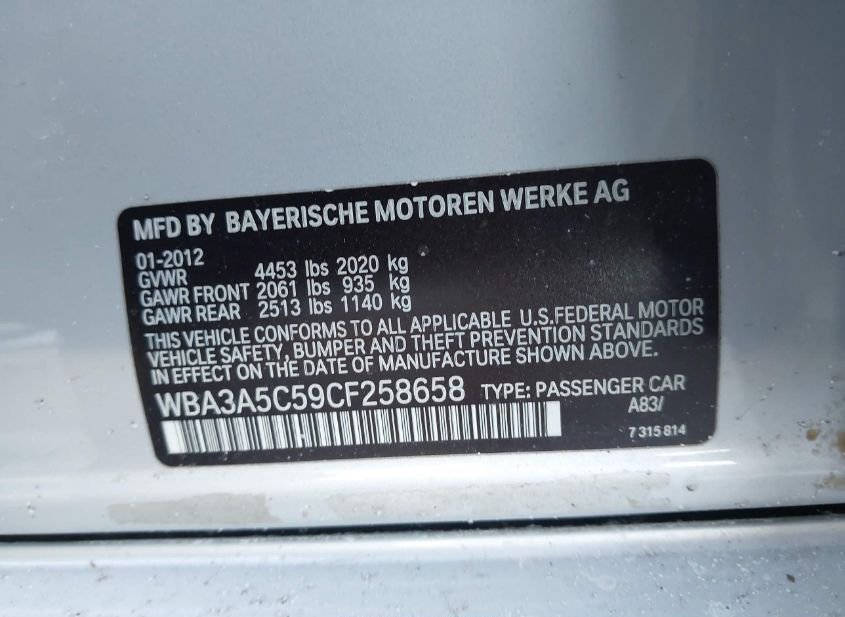 MFD BY BAYERISCHE MOTOREN WERKE AG
01-2012
GVWR 4453 lbs 2020 kg
GAWR FRONT 2061 lbs 935 kg
GAWR REAR 2513 lbs 1140 kg
THIS VEHICLE CONFORMS TO ALL APPLICABLE U.S.FEDERAL MOTOR
VEHICLE SAFETY, BUMPER AND THEFT PREVENTION STANDARDS
IN EFFECT ON THE DATE OF MANUFACTURE SHOWN ABOVE.
WBA3A5C59CF258658 TYPE: PASSENGER CAR
A83/
7 315 814